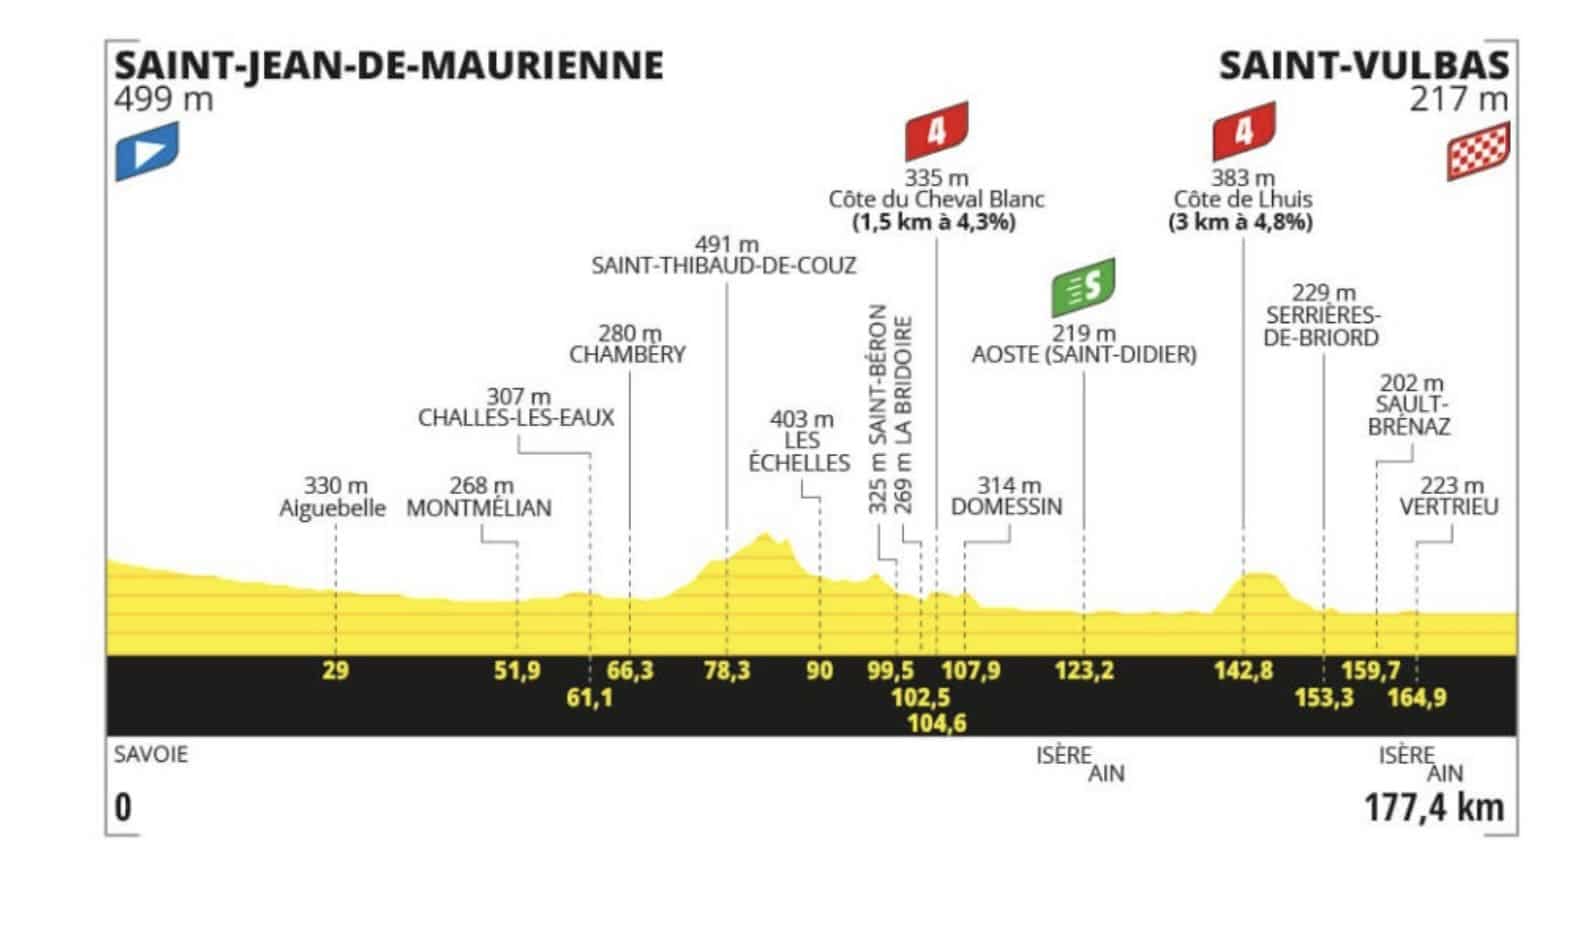 SAINT-JEAN-DE-MAURIENNE
499 m
SAINT-VULBAS
217 m
4
335 m
Côte du Cheval Blanc
(1,5 km à 4,3%)
4
383 m
Côte de Lhuis
(3 km à 4,8%)
491 m
SAINT-THIBAUD-DE-COUZ
S
219 m
AOSTE (SAINT-DIDIER)
229 m
SERRIÈRES-
DE-BRIORD
280 m
CHAMBÉRY
307 m
CHALLES-LES-EAUX
403 m
LES
ÉCHELLES
325 m SAINT-BÉRON
269 m LA BRIDOIRE
202 m
SAULT-
BRÉNAZ
330 m
Aiguebelle
268 m
MONTMÉLIAN
314 m
DOMESSIN
223 m
VERTRIEU
29
51,9
61,1
66,3
78,3
90
99,5
102,5
104,6
107,9
123,2
142,8
153,3
159,7
164,9
SAVOIE
ISÈRE
AIN
ISÈRE
AIN
0
177,4 km